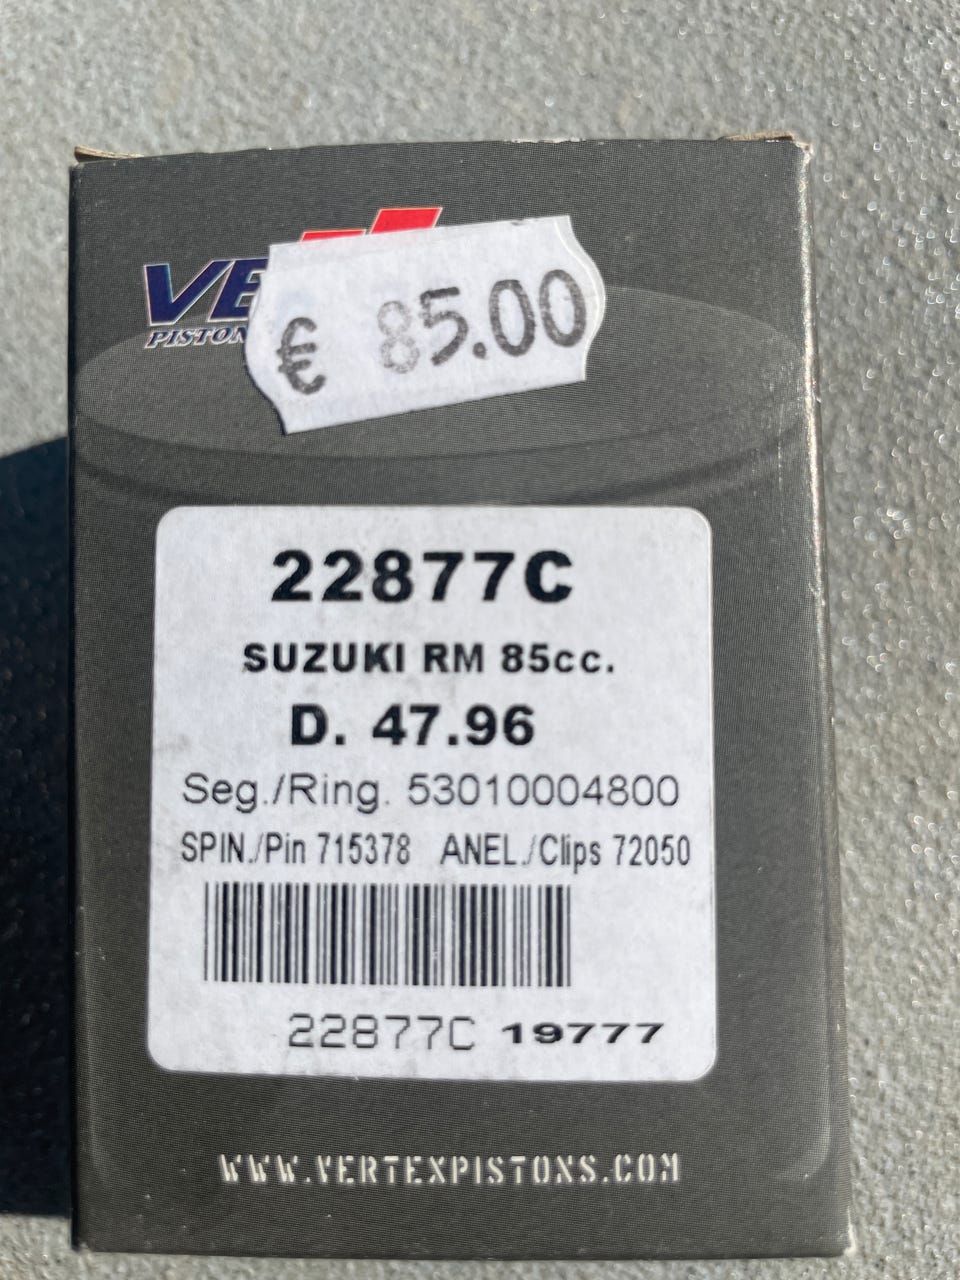 € 85.00
PISTON
22877C
SUZUKI RM 85cc.
D. 47.96
Seg./Ring. 53010004800
SPIN./Pin 715378 ANEL./Clips 72050
22877C 19777
WWW.VERTEXPISTONS.COM